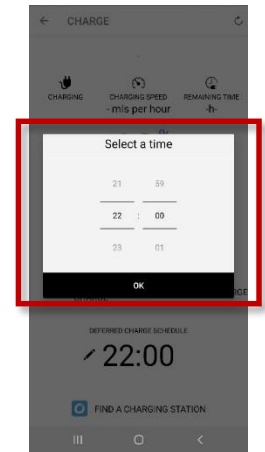 CHARGE
CHARGING
CHARGING SPEED
- mls per hour
REMAINING TIME
-h-
Select a time
21 59
22 : 00
23 01
OK
DEFERRED CHARGE SCHEDULE
22:00
FIND A CHARGING STATION